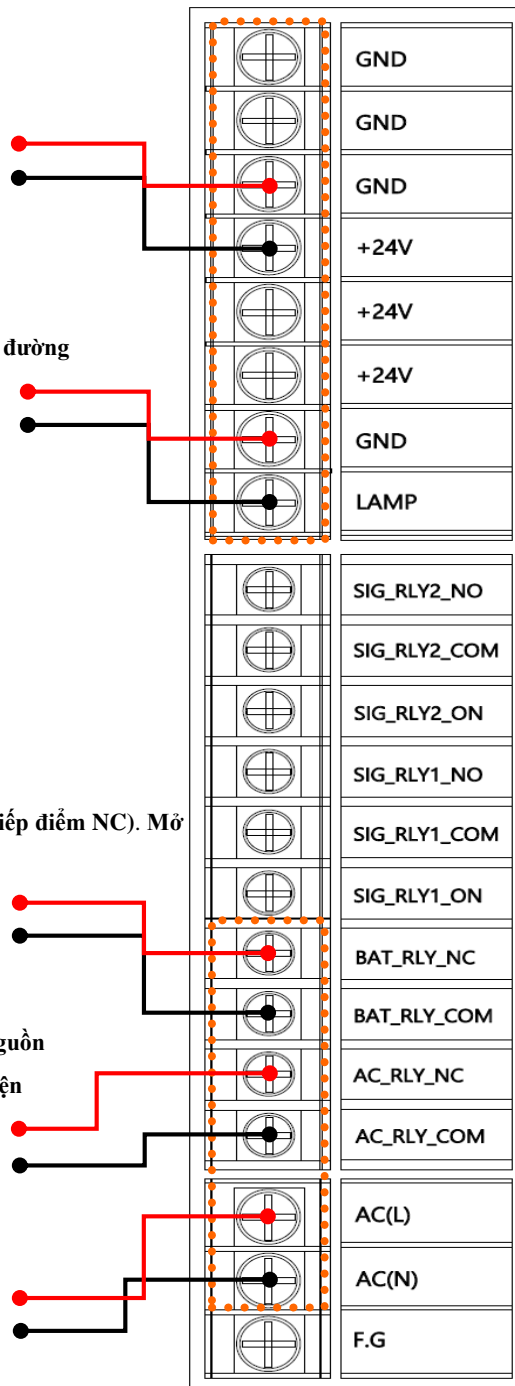 GND
GND
GND
+24V
+24V
đường
+24V
GND
LAMP
SIG_RLY2_NO
SIG_RLY2_COM
SIG_RLY2_ON
SIG_RLY1_NO
iếp điểm NC). Mở
SIG_RLY1_COM
SIG_RLY1_ON
BAT_RLY_NC
BAT_RLY_COM
guồn
AC_RLY_NC
ện
AC_RLY_COM
AC(L)
AC(N)
F.G